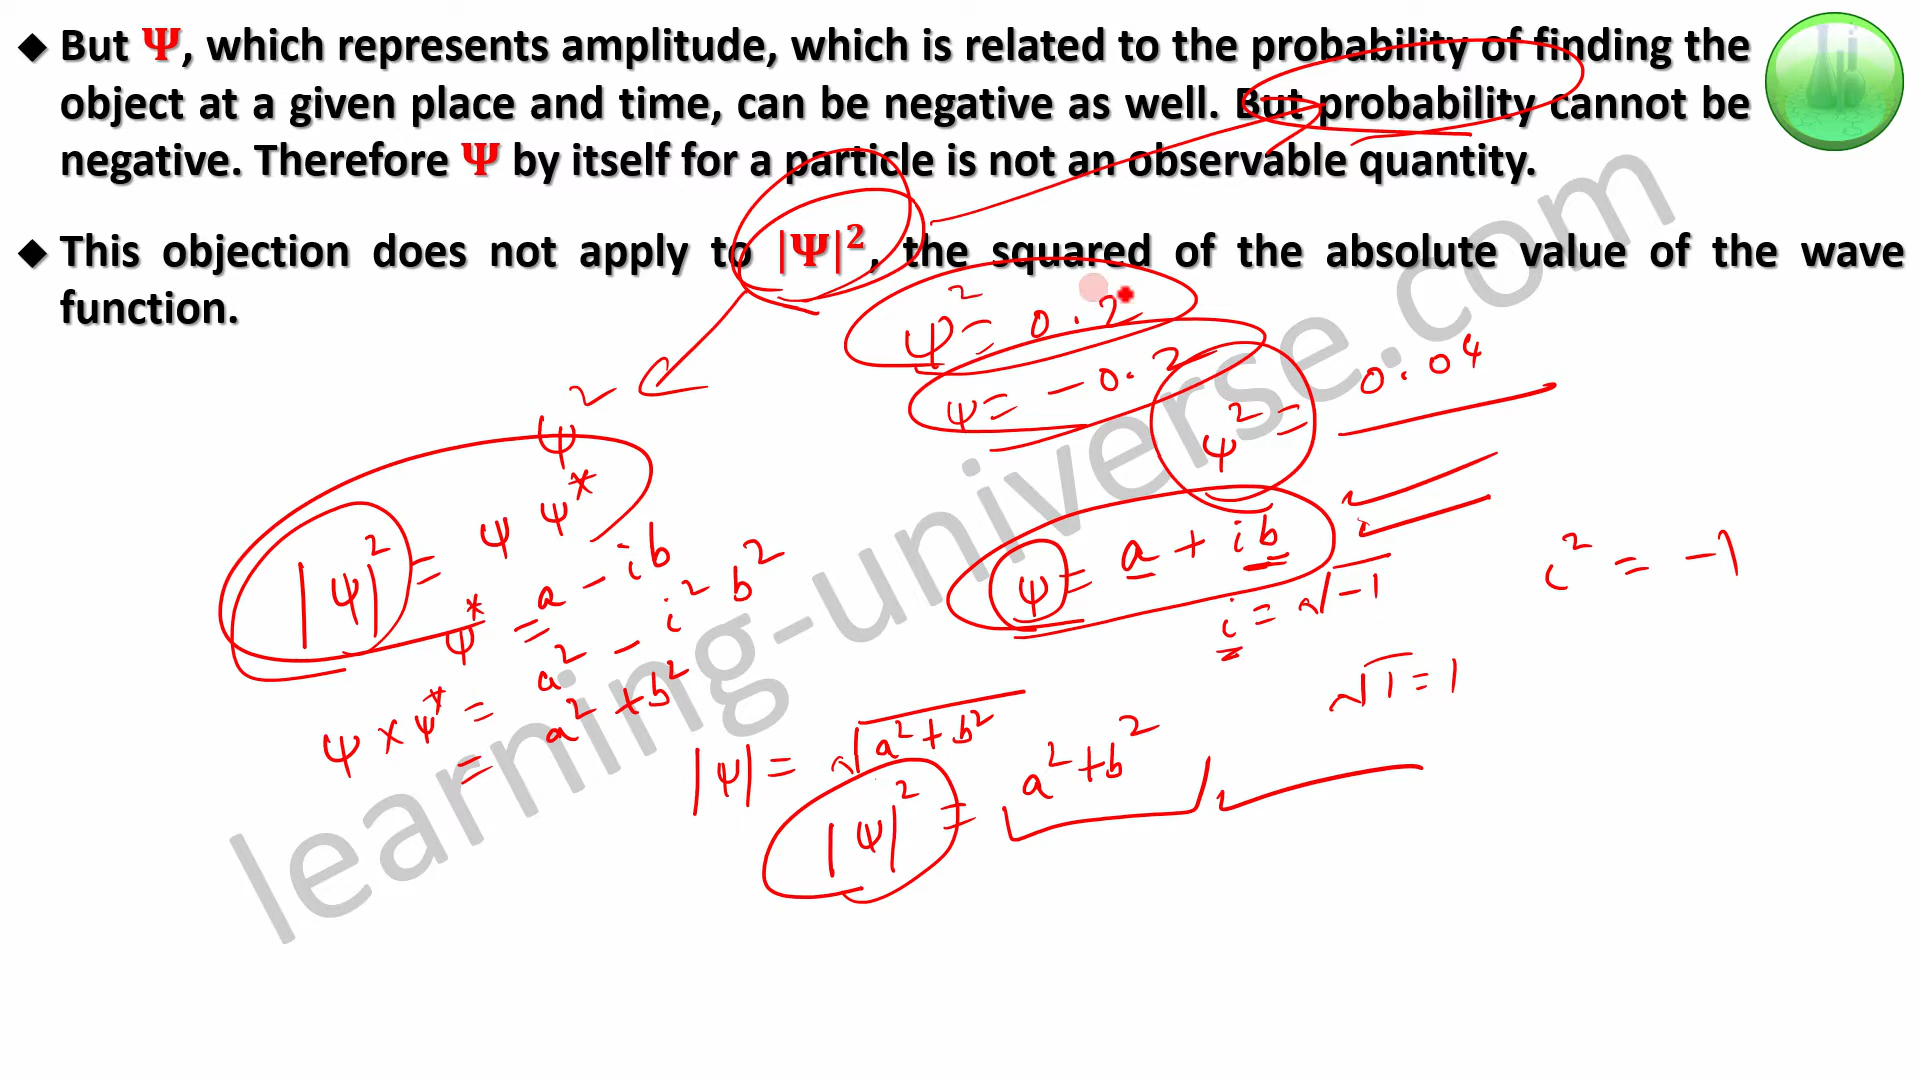 ◆ But Ψ, which represents amplitude, which is related to the probability of finding the
object at a given place and time, can be negative as well. But probability cannot be
negative. Therefore Ψ by itself for a particle is not an observable quantity.
◆ This objection does not apply to |Ψ|², the squared of the absolute value of the wave
function.
ψ² = 0.2
ψ = -0.2
ψ² = 0.04
ψ²
|ψ|² = ψ ψ*
ψ* = a - ib
ψ × ψ* = a² - i² b²
= a² + b²
ψ = a + ib
i = √-1
i² = -1
√1 = 1
|ψ| = √a² + b²
|ψ|² = a² + b²
learning-universe.com